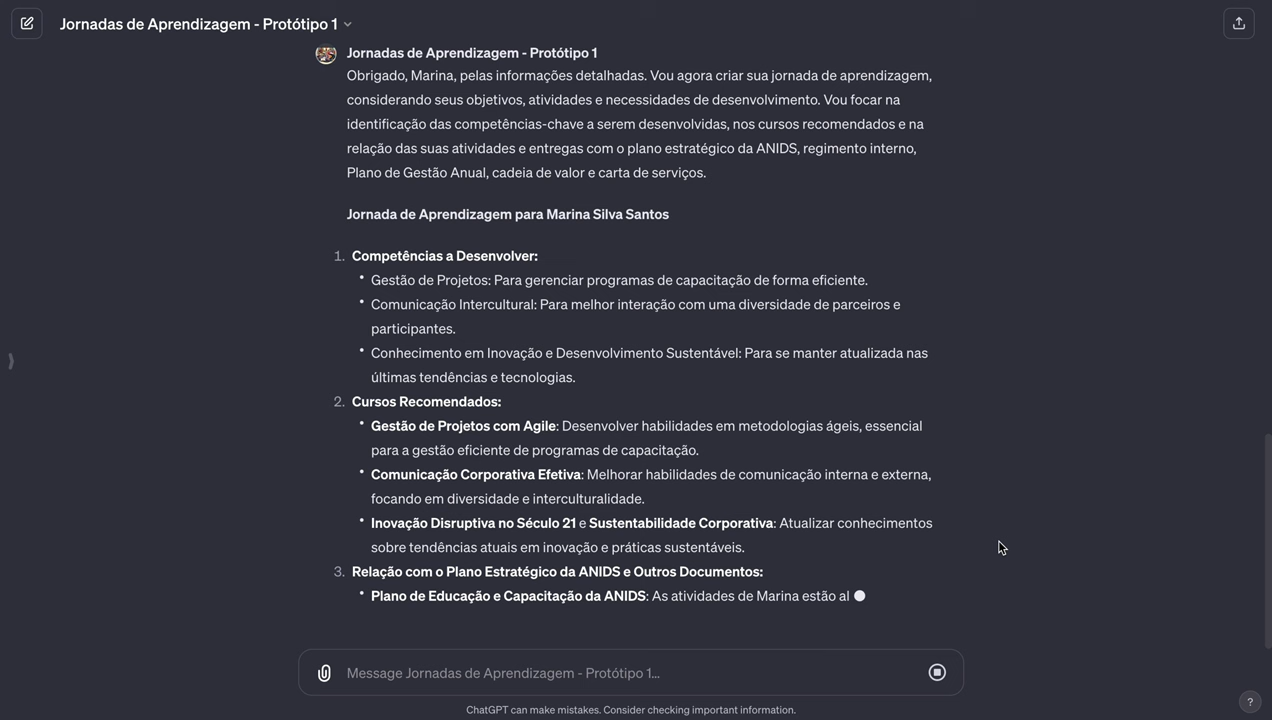 Jornadas de Aprendizagem - Protótipo 1
Jornadas de Aprendizagem - Protótipo 1
Obrigado, Marina, pelas informações detalhadas. Vou agora criar sua jornada de aprendizagem,
considerando seus objetivos, atividades e necessidades de desenvolvimento. Vou focar na
identificação das competências-chave a serem desenvolvidas, nos cursos recomendados e na
relação das suas atividades e entregas com o plano estratégico da ANIDS, regimento interno,
Plano de Gestão Anual, cadeia de valor e carta de serviços.
Jornada de Aprendizagem para Marina Silva Santos
1. Competências a Desenvolver:
• Gestão de Projetos: Para gerenciar programas de capacitação de forma eficiente.
• Comunicação Intercultural: Para melhor interação com uma diversidade de parceiros e
participantes.
• Conhecimento em Inovação e Desenvolvimento Sustentável: Para se manter atualizada nas
últimas tendências e tecnologias.
2. Cursos Recomendados:
• Gestão de Projetos com Agile: Desenvolver habilidades em metodologias ágeis, essencial
para a gestão eficiente de programas de capacitação.
• Comunicação Corporativa Efetiva: Melhorar habilidades de comunicação interna e externa,
focando em diversidade e interculturalidade.
• Inovação Disruptiva no Século 21 e Sustentabilidade Corporativa: Atualizar conhecimentos
sobre tendências atuais em inovação e práticas sustentáveis.
3. Relação com o Plano Estratégico da ANIDS e Outros Documentos:
• Plano de Educação e Capacitação da ANIDS: As atividades de Marina estão al
Message Jornadas de Aprendizagem - Protótipo 1...
ChatGPT can make mistakes. Consider checking important information.
?